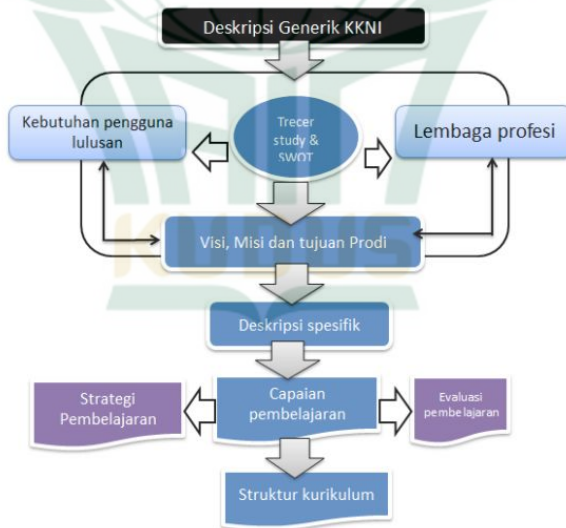 Deskripsi Generik KKNI
Kebutuhan pengguna
lulusan
Trecer
study &
SWOT
Lembaga profesi
Visi, Misi dan tujuan Prodi
KUDUS
Deskripsi spesifik
Strategi
Pembelajaran
Capaian
pembelajaran
Evaluasi
pembelajaran
Struktur kurikulum